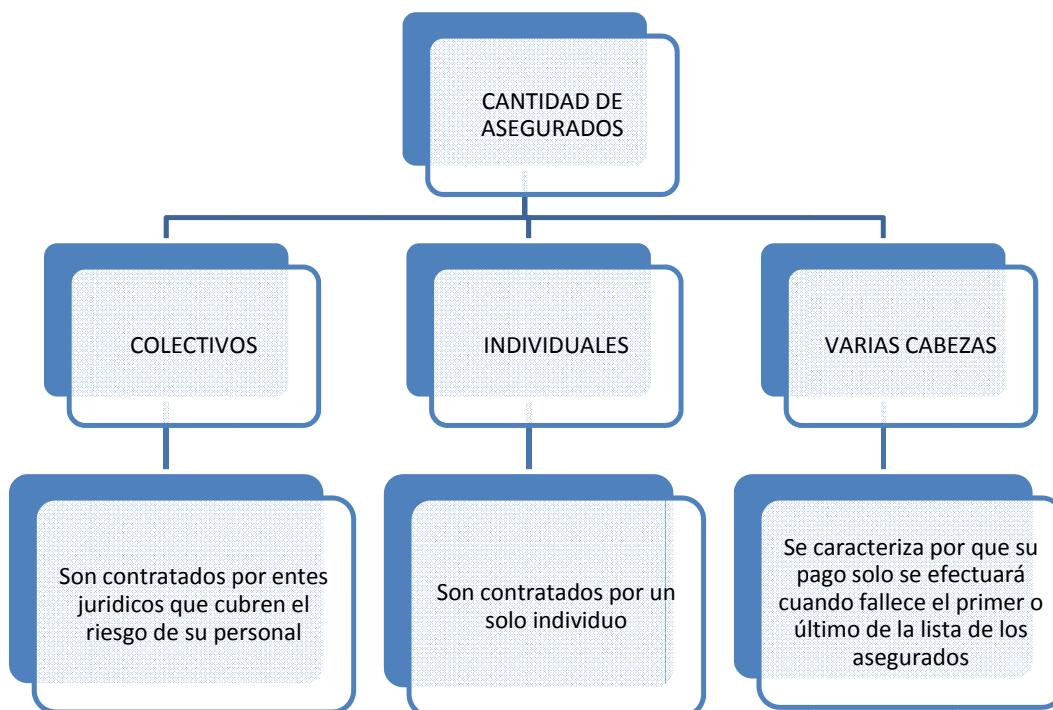 CANTIDAD DE
ASEGURADOS
COLECTIVOS
INDIVIDUALES
VARIAS CABEZAS
Son contratados por entes
juridicos que cubren el
riesgo de su personal
Son contratados por un
solo individuo
Se caracteriza por que su
pago solo se efectuará
cuando fallece el primer o
último de la lista de los
asegurados